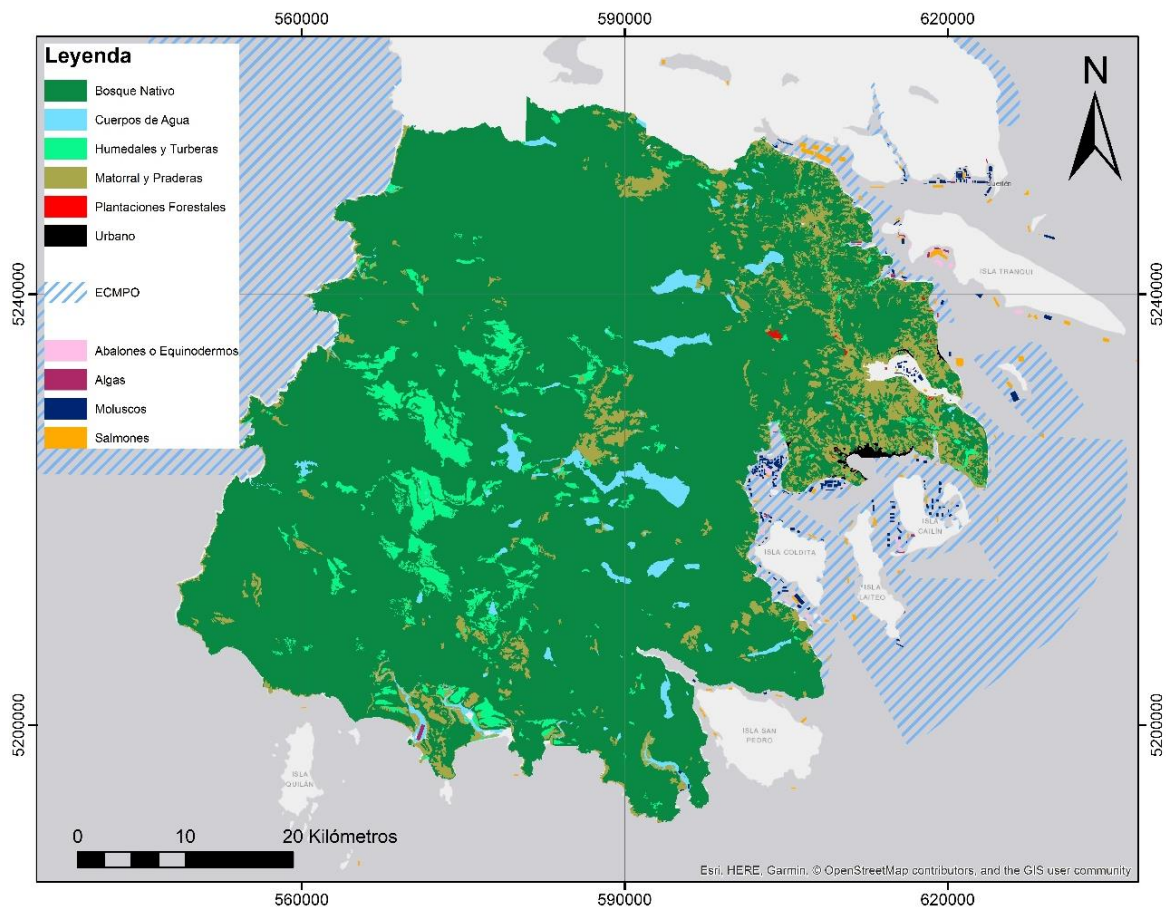 560000
590000
620000
Leyenda
Bosque Nativo
Cuerpos de Agua
Humedales y Turberas
Matorral y Praderas
Plantaciones Forestales
Urbano
ECMPO
Abalones o Equinodermos
Algas
Moluscos
Salmones
N
ISLA TRANQUI
5240000
5240000
ISLA COLDITA
ISLA
CAILÍN
ISLA
LAITEC
5200000
5200000
ISLA SAN
PEDRO
ISLA
QUILÁN
0
10
20 Kilómetros
Esri, HERE, Garmin, © OpenStreetMap contributors, and the GIS user community
560000
590000
620000